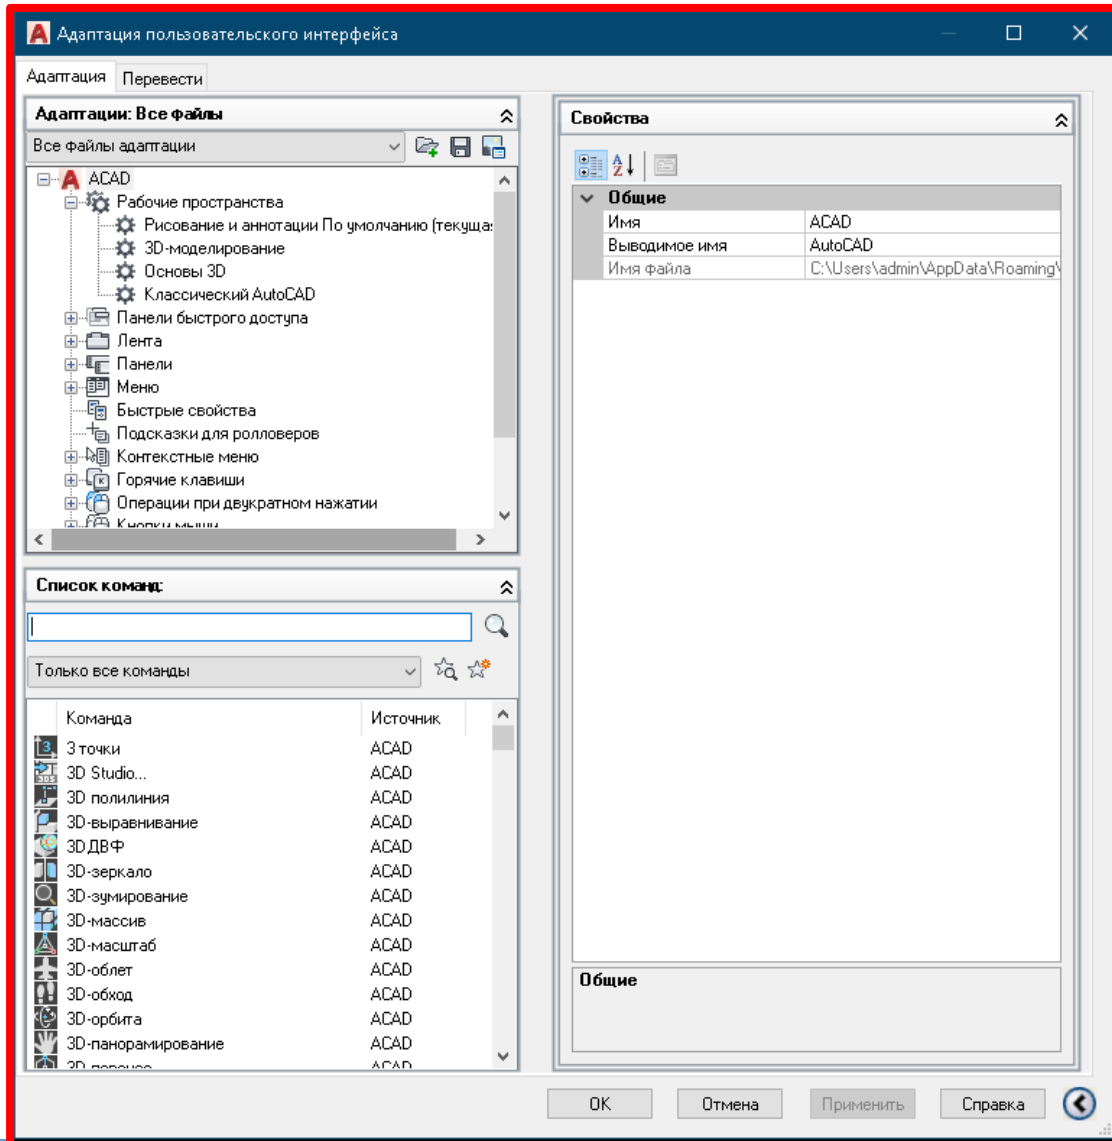 Адаптация пользовательского интерфейса
Адаптация Перевести
Адаптации: Все файлы
Все файлы адаптации
ACAD
Рабочие пространства
Рисование и аннотации По умолчанию (текуща
3D-моделирование
Основы 3D
Классический AutoCAD
Панели быстрого доступа
Лента
Панели
Меню
Быстрые свойства
Подсказки для ролловеров
Контекстные меню
Горячие клавиши
Операции при двукратном нажатии
Кнопки мыши
Список команд:
Только все команды
Команда Источник
3 точки ACAD
3D Studio... ACAD
3D полилиния ACAD
3D-выравнивание ACAD
3DДВФ ACAD
3D-зеркало ACAD
3D-зумирование ACAD
3D-массив ACAD
3D-масштаб ACAD
3D-облет ACAD
3D-обход ACAD
3D-орбита ACAD
3D-панорамирование ACAD
3D-перенос ACAD
Свойства
Общие
Имя ACAD
Выводимое имя AutoCAD
Имя файла C:\Users\admin\AppData\Roaming\
Общие
OK Отмена Применить Справка